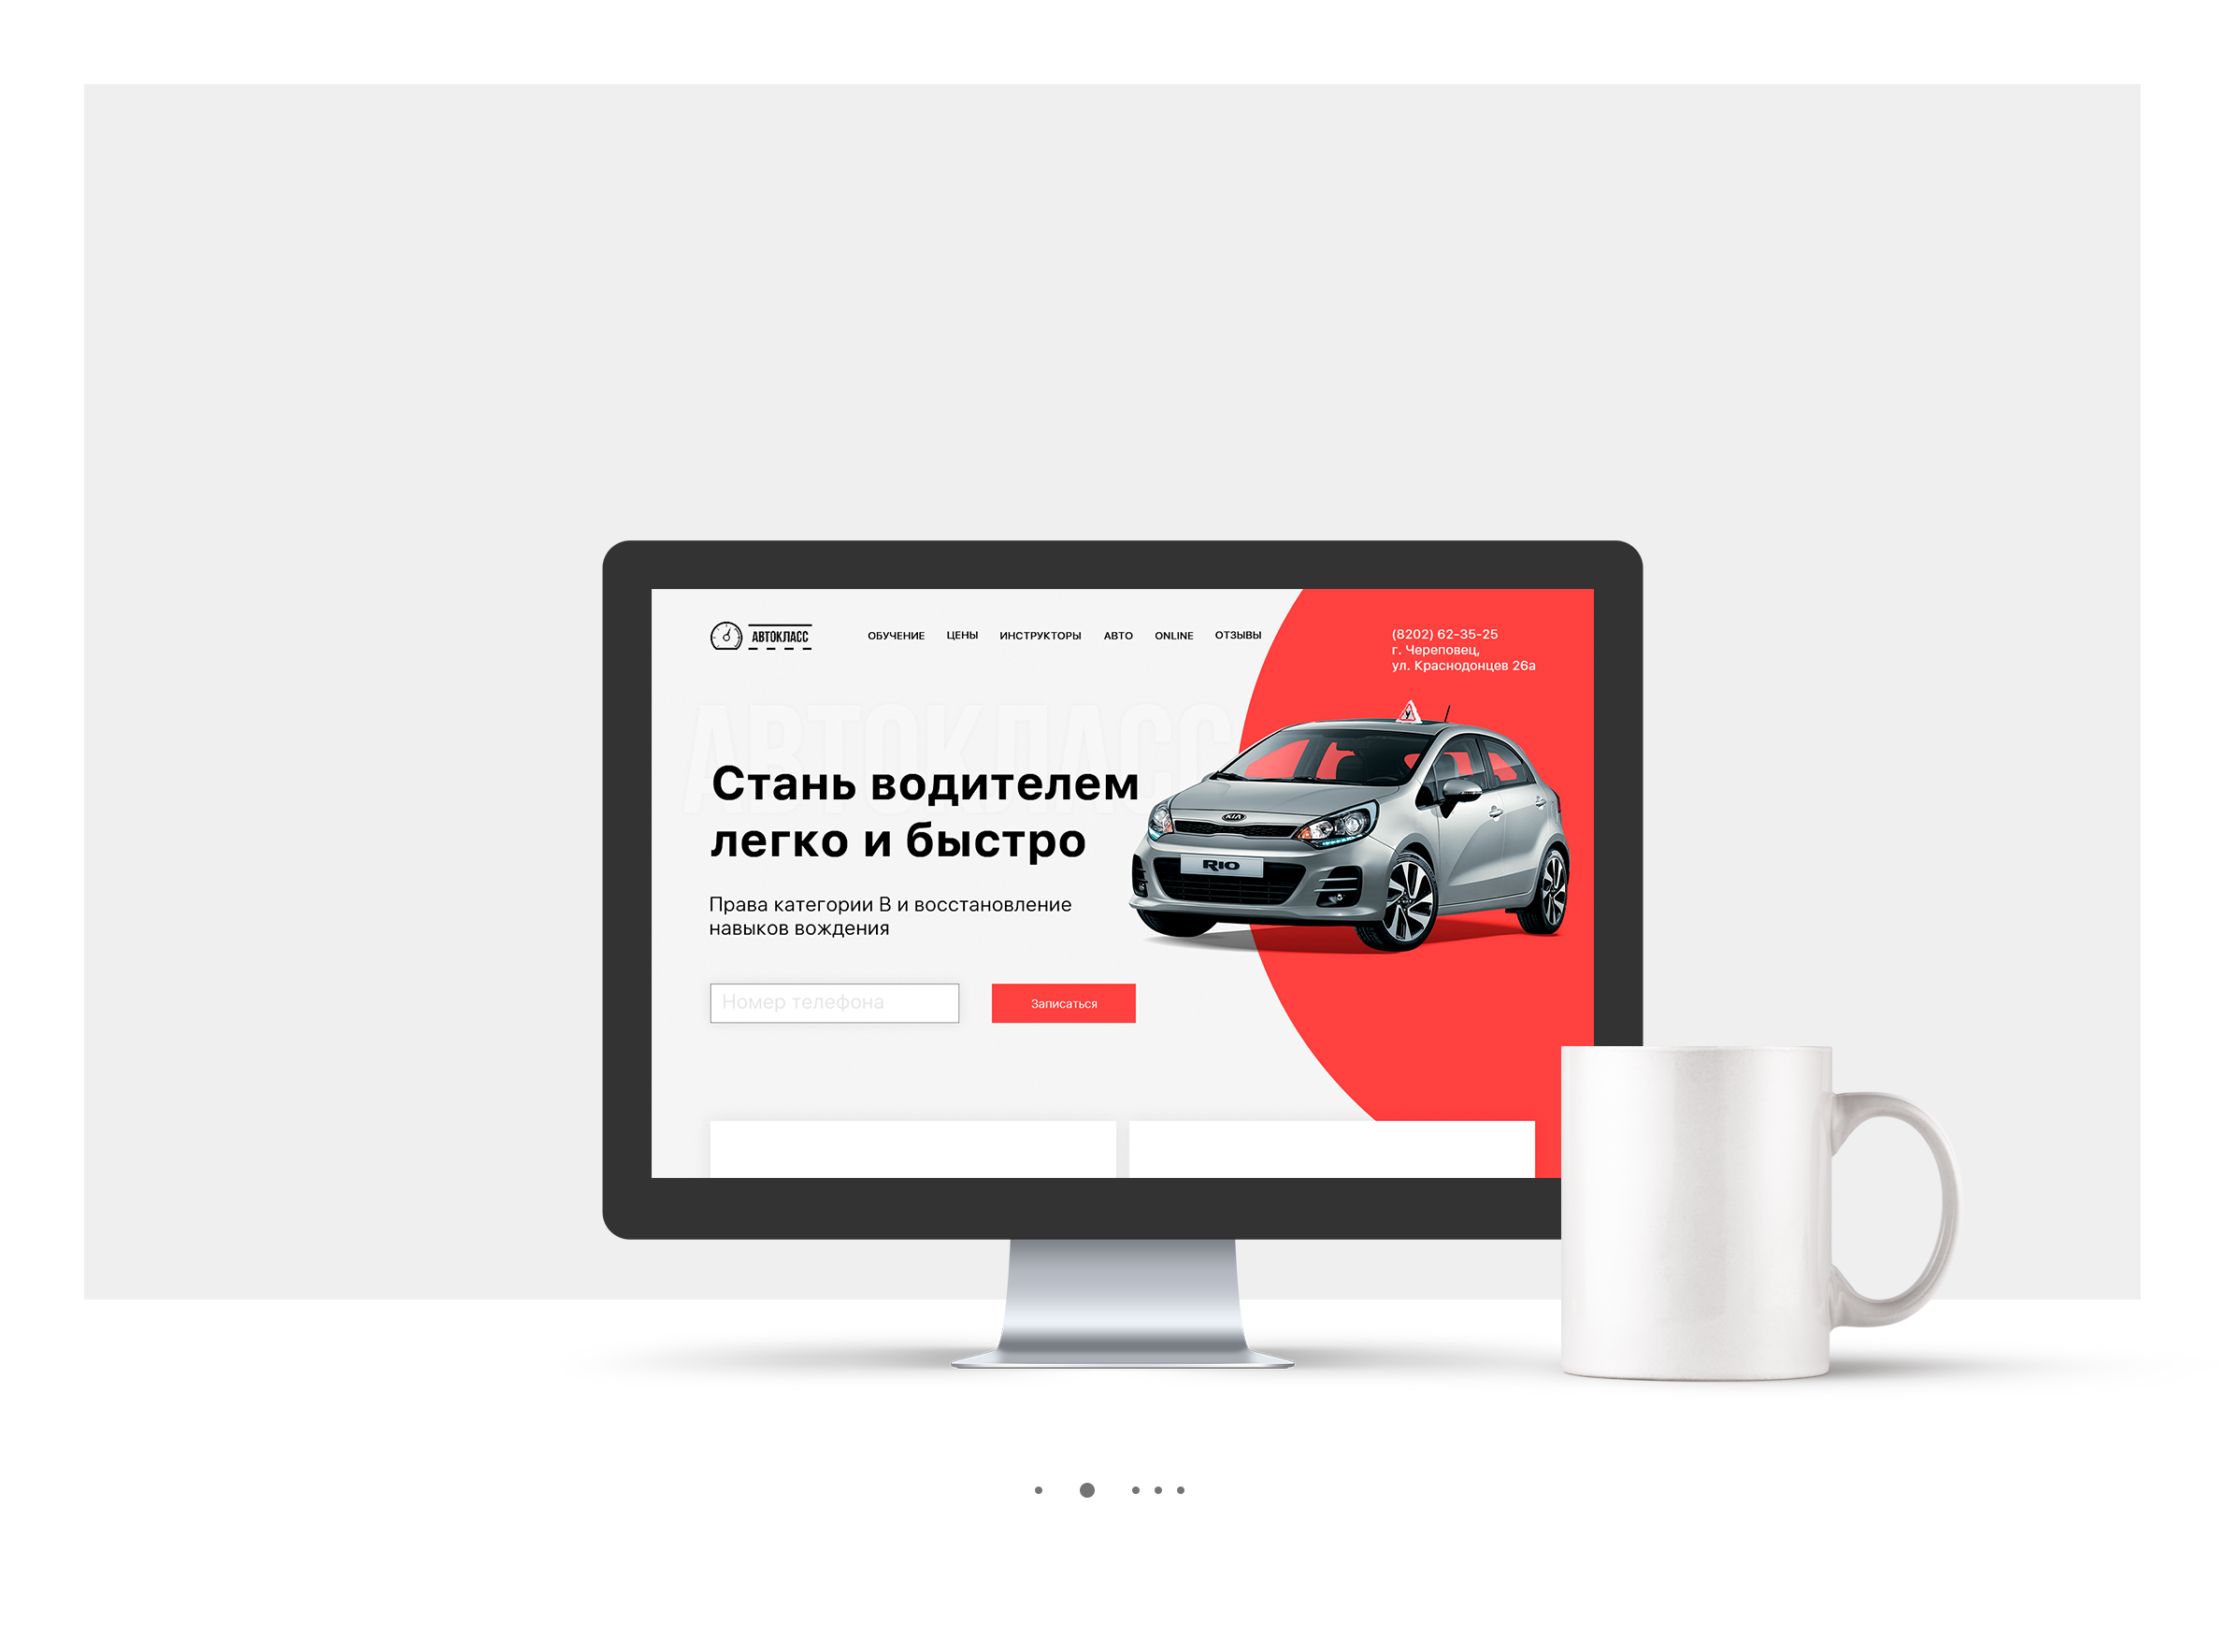 АВТОКЛАСС
ОБУЧЕНИЕ ЦЕНЫ ИНСТРУКТОРЫ АВТО ONLINE ОТЗЫВЫ
(8202) 62-35-25
г. Череповец,
ул. Краснодонцев 26а
АВТОКЛАСС
Стань водителем
легко и быстро
У
KIA
RIO
Права категории B и восстановление
навыков вождения
Номер телефона
Записаться